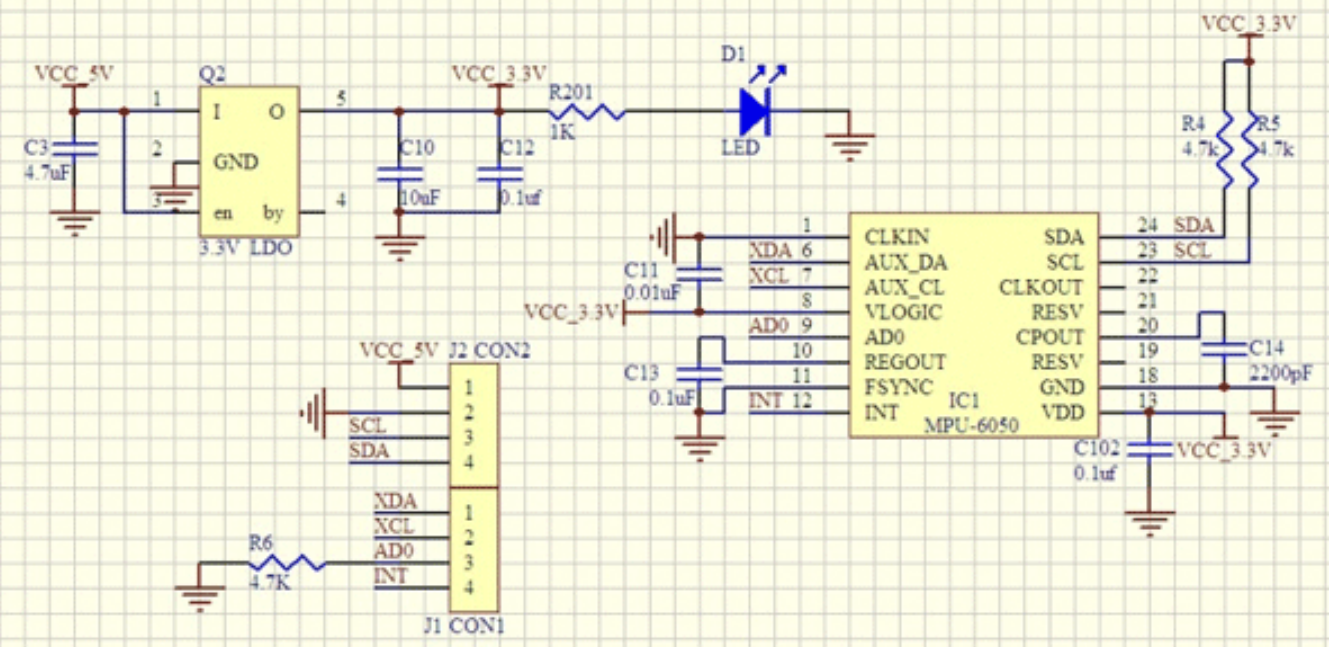 VCC_5V
Q2
1
I
O
5
C3
4.7uF
2
GND
3
en
by
4
3.3V LDO
VCC_3.3V
C10
10uF
C12
0.1uf
R201
1K
D1
LED
VCC_3.3V
R4
4.7k
R5
4.7k
1
CLKIN
XDA 6
AUX_DA
XCL 7
AUX_CL
8
VLOGIC
AD0 9
AD0
10
REGOUT
11
FSYNC
INT 12
INT
C11
0.01uF
VCC_3.3V
C13
0.1uF
IC1
MPU-6050
SDA
24
SDA
SCL
23
SCL
CLKOUT
22
RESV
21
CPOUT
20
RESV
19
GND
18
VDD
13
C14
2200pF
C102
0.1uf
VCC_3.3V
VCC_5V
J2 CON2
1
2
SCL
3
SDA
4
XDA
1
XCL
2
AD0
3
INT
4
R6
4.7K
J1 CON1